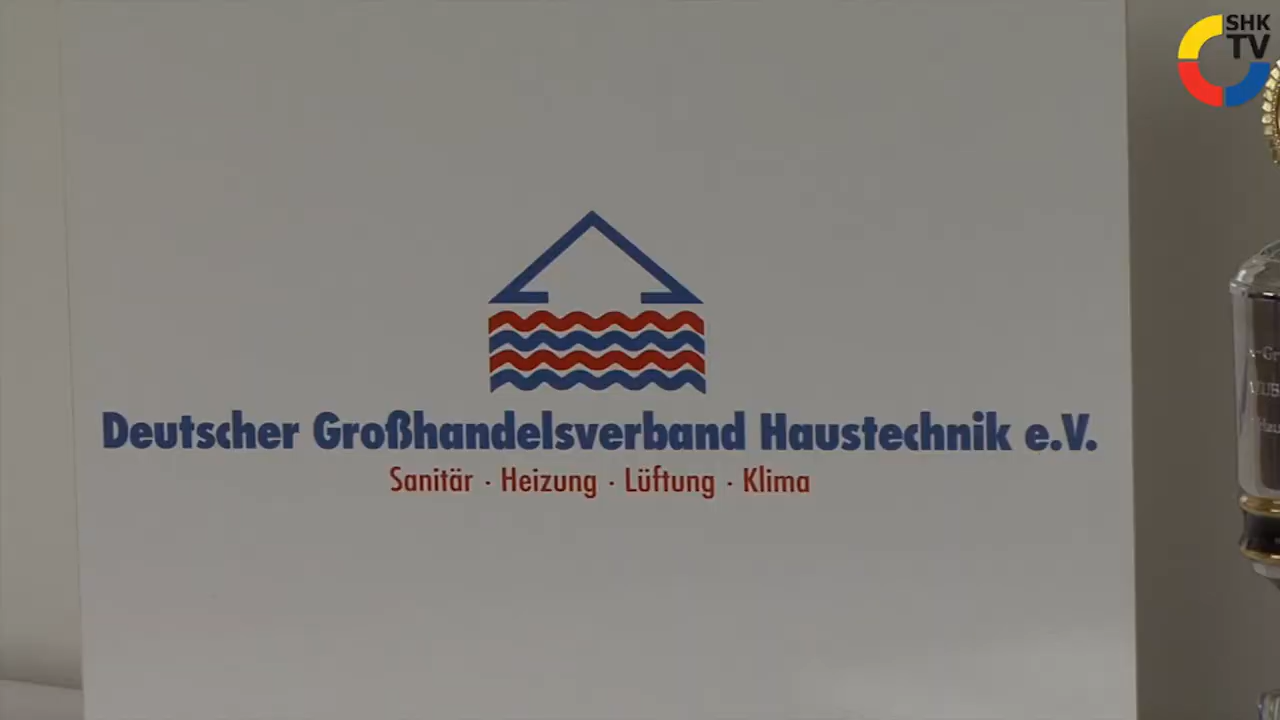 SHK
TV
Deutscher Großhandelsverband Haustechnik e.V.
Sanitär · Heizung · Lüftung · Klima